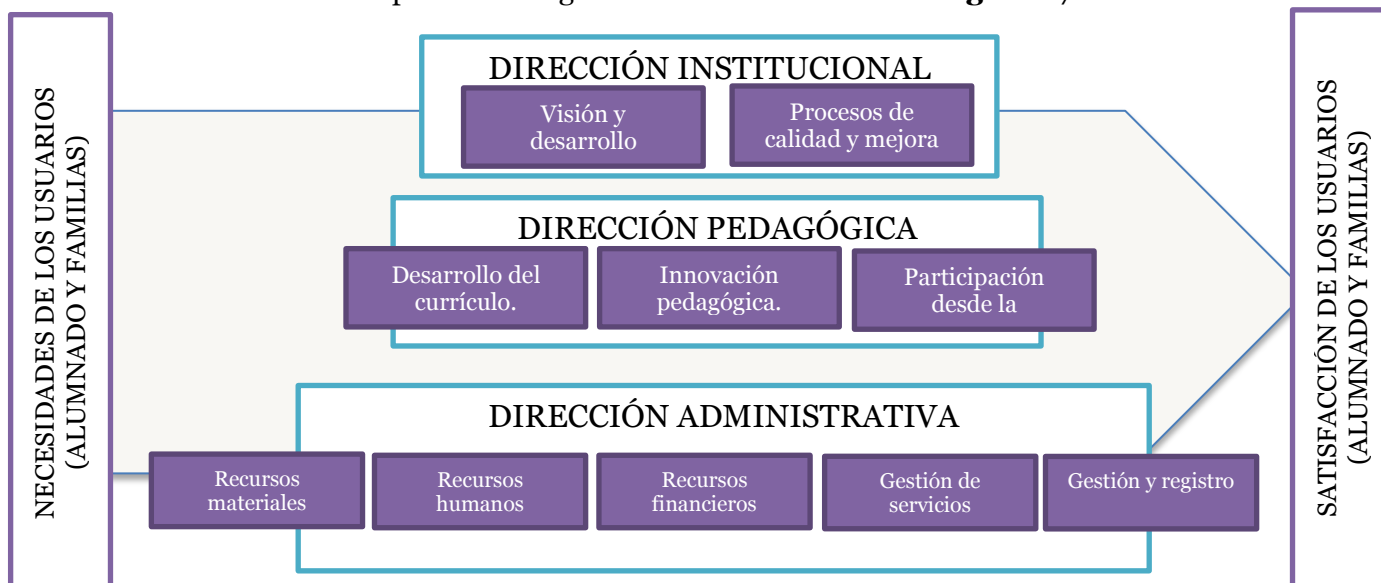 DIRECCIÓN INSTITUCIONAL
Visión y
desarrollo
Procesos de
calidad y mejora
NECESIDADES DE LOS USUARIOS
(ALUMNADO Y FAMILIAS)
DIRECCIÓN PEDAGÓGICA
Desarrollo del
currículo.
Innovación
pedagógica.
Participación
desde la
DIRECCIÓN ADMINISTRATIVA
Recursos
materiales
Recursos
humanos
Recursos
financieros
Gestión de
servicios
Gestión y registro
SATISFACCIÓN DE LOS USUARIOS
(ALUMNADO Y FAMILIAS)